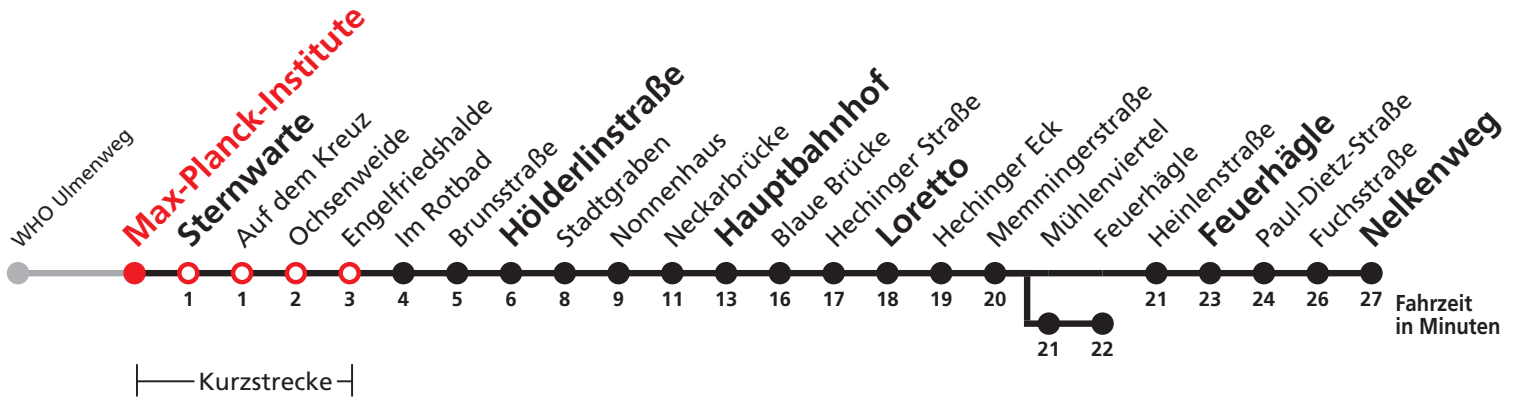 WHO Ulmenweg
Max-Planck-Institute
Sternwarte
Auf dem Kreuz
Ochsenweide
Engelfriedshalde
Im Rotbad
Brunsstraße
Hölderlinstraße
Stadtgraben
Nonnenhaus
Neckarbrücke
Hauptbahnhof
Blaue Brücke
Hechinger Straße
Loretto
Hechinger Eck
Memmingerstraße
Mühlenviertel
Feuerhägle
Heinlenstraße
Feuerhägle
Paul-Dietz-Straße
Fuchsstraße
Nelkenweg
1 1 2 3 4 5 6 8 9 11 13 16 17 18 19 20 21 23 24 26 27
Fahrzeit
in Minuten
21 22
Kurzstrecke